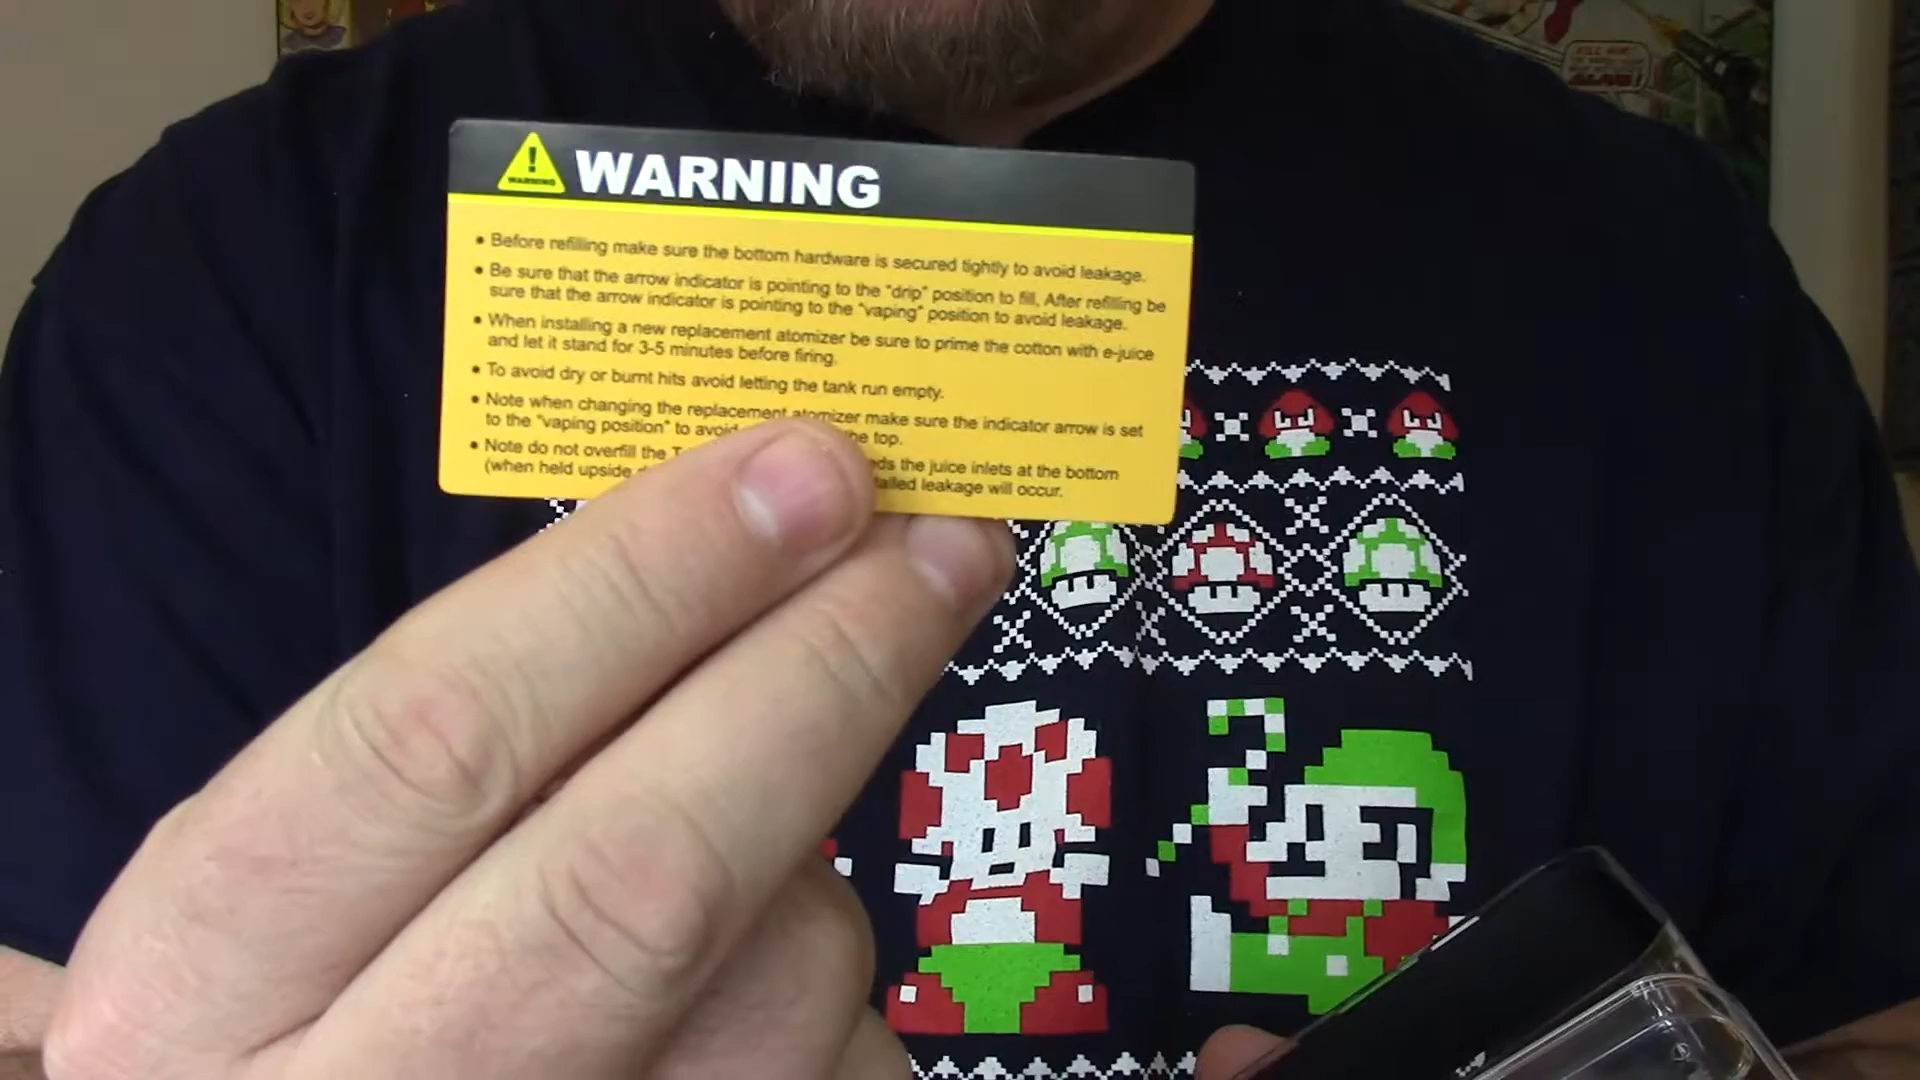 WARNING
WARNING
• Before refilling make sure the bottom hardware is secured tightly to avoid leakage.
• Be sure that the arrow indicator is pointing to the "drip" position to fill. After refilling be
sure that the arrow indicator is pointing to the "vaping" position to avoid leakage.
• When installing a new replacement atomizer be sure to prime the cotton with e-juice
and let it stand for 3-5 minutes before firing.
• To avoid dry or burnt hits avoid letting the tank run empty.
• Note when changing the replacement atomizer make sure the indicator arrow is set
to the "vaping position" to avoid the top.
• Note do not overfill the the juice inlets at the bottom
(when held upside leakage will occur.